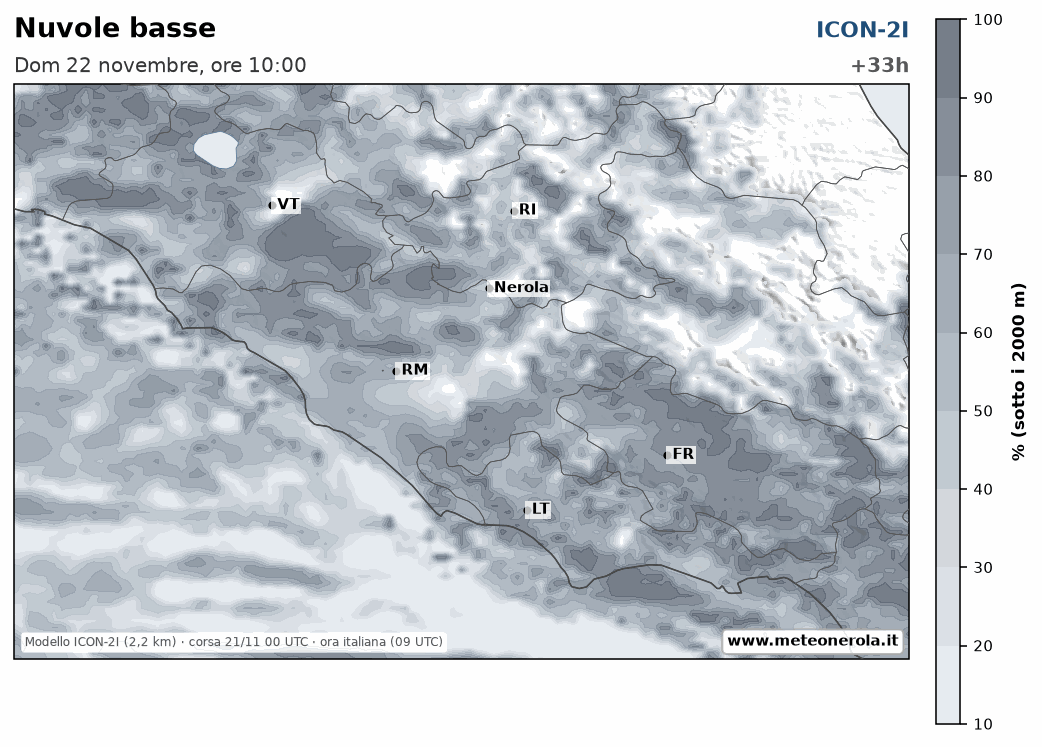 Nuvole basse
ICON-2I
Dom 22 novembre, ore 10:00
+33h
VT
RI
Nerola
RM
FR
LT
Modello ICON-2I (2,2 km) · corsa 21/11 00 UTC · ora italiana (09 UTC)
www.meteonerola.it
100
90
80
70
60
50
40
30
20
10
% (sotto i 2000 m)